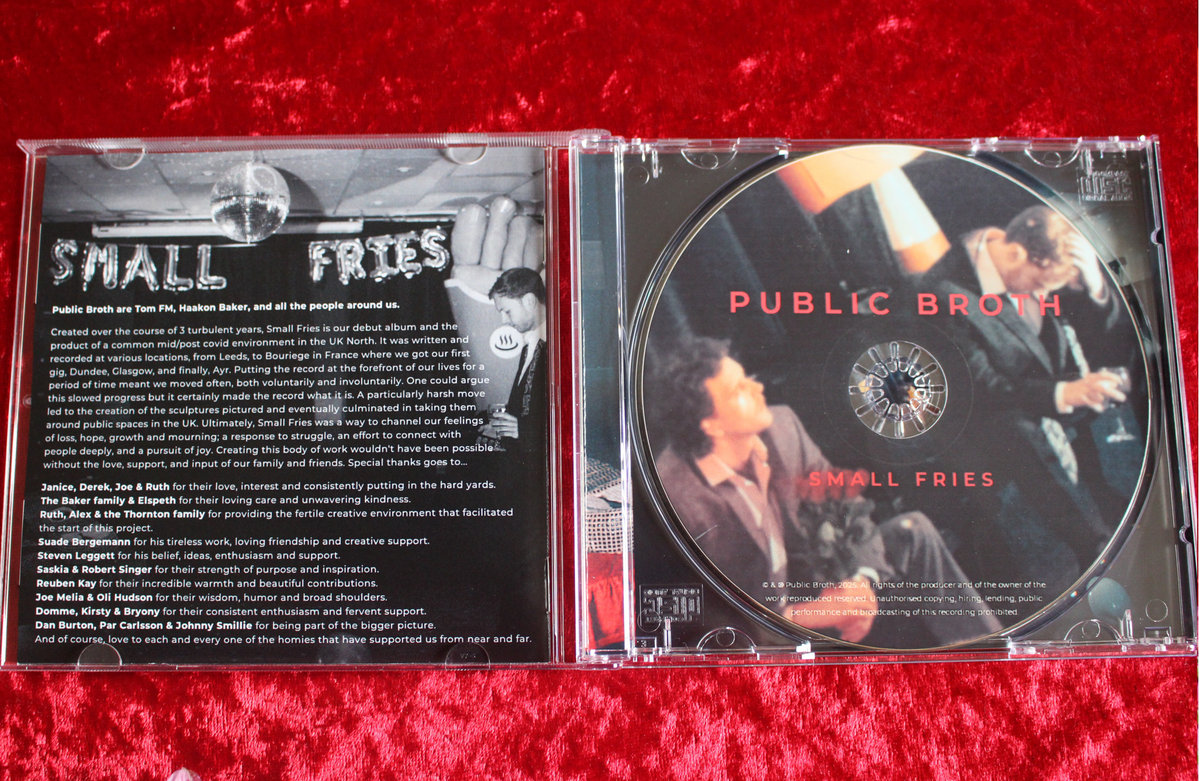 SMALL FRIES
Public Broth are Tom FM, Haakon Baker, and all the people around us.
Created over the course of 3 turbulent years, Small Fries is our debut album and the
product of a common mid/post covid environment in the UK North. It was written and
recorded at various locations, from Leeds, to Bouriege in France where we got our first
gig, Dundee, Glasgow, and finally, Ayr. Putting the record at the forefront of our lives for a
period of time meant we moved often, both voluntarily and involuntarily. One could argue
this slowed progress but it certainly made the record what it is. A particularly harsh move
led to the creation of the sculptures pictured and eventually culminated in taking them
around public spaces in the UK. Ultimately, Small Fries was a way to channel our feelings
of loss, hope, growth and mourning; a response to struggle, an effort to connect with
people deeply, and a pursuit of joy. Creating this body of work wouldn't have been possible
without the love, support, and input of our family and friends. Special thanks goes to...
Janice, Derek, Joe & Ruth for their love, interest and consistently putting in the hard yards.
The Baker family & Elspeth for their loving care and unwavering kindness.
Ruth, Alex & the Thornton family for providing the fertile creative environment that facilitated
the start of this project.
Suade Bergemann for his tireless work, loving friendship and creative support.
Steven Leggett for his belief, ideas, enthusiasm and support.
Saskia & Robert Singer for their strength of purpose and inspiration.
Reuben Kay for their incredible warmth and beautiful contributions.
Joe Melia & Oli Hudson for their wisdom, humor and broad shoulders.
Domme, Kirsty & Bryony for their consistent enthusiasm and fervent support.
Dan Burton, Par Carlsson & Johnny Smillie for being part of the bigger picture.
And of course, love to each and every one of the homies that have supported us from near and far.
PUBLIC BROTH
SMALL FRIES
© & ℗ Public Broth, 2025. All rights of the producer and of the owner of the
work reproduced reserved. Unauthorised copying, hiring, lending, public
performance and broadcasting of this recording prohibited.